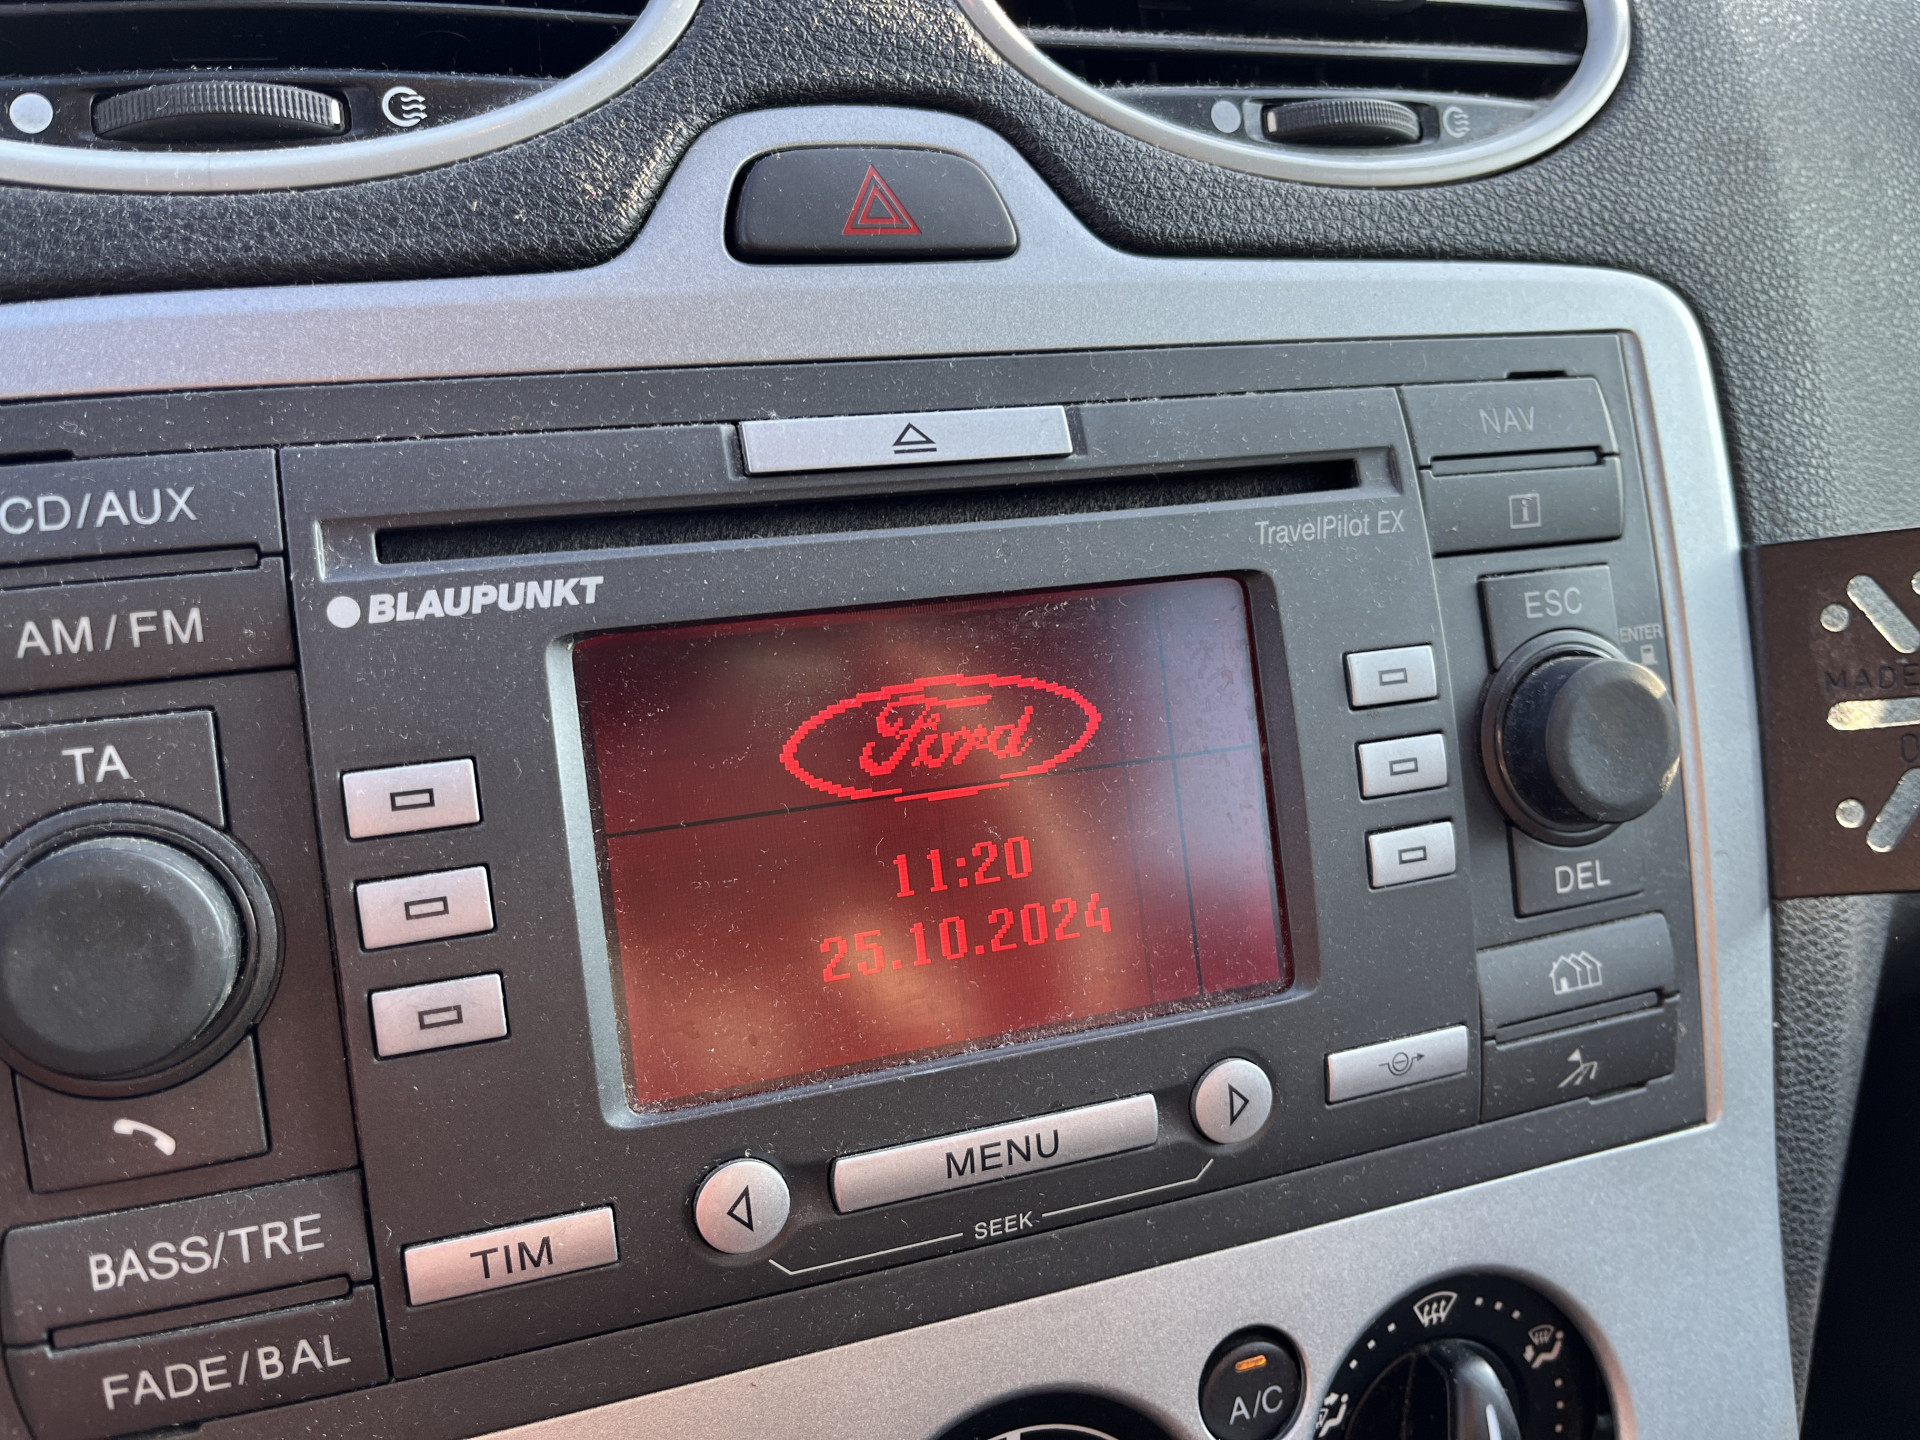 NAV
CD/AUX
TravelPilot EX
BLAUPUNKT
ESC
ENTER
AM/FM
TA
Ford
11:20
25.10.2024
DEL
MADE
MENU
SEEK
TIM
BASS/TRE
FADE/BAL
A/C